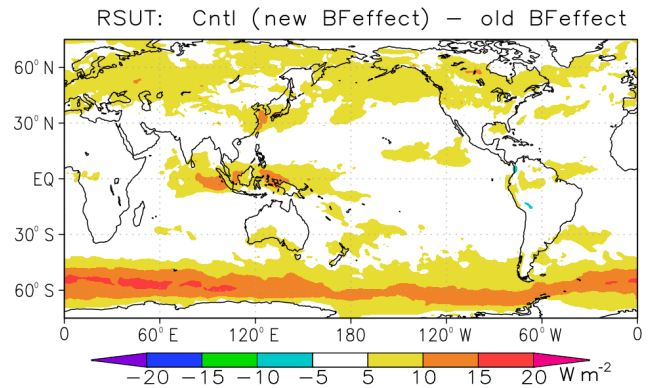 RSUT: Cntl (new BFeffect) – old BFeffect
60° N
30° N
EQ
30° S
60° S
0 60° E 120° E 180 120° W 60° W 0
−20 −15 −10 −5 5 10 15 20 W m⁻²